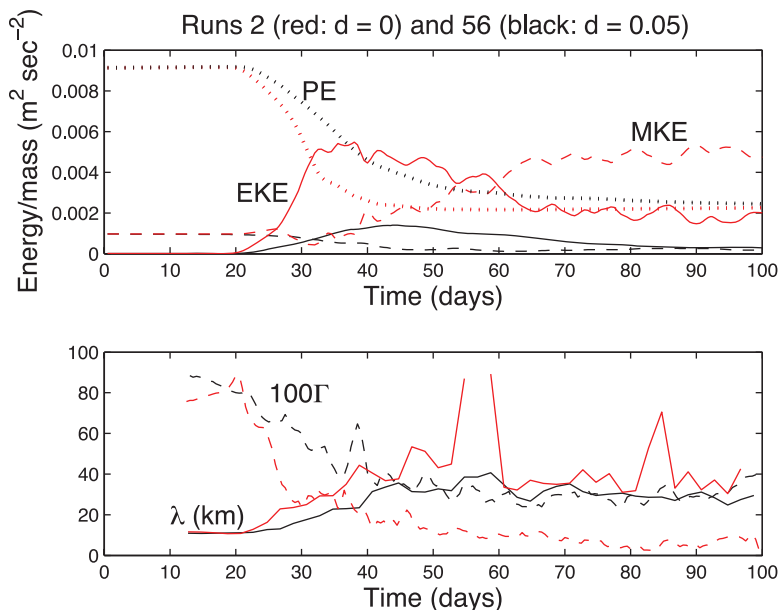 Runs 2 (red: d = 0) and 56 (black: d = 0.05)
Energy/mass (m² sec⁻²)
0.01
0.008
0.006
0.004
0.002
0
PE
MKE
EKE
0 10 20 30 40 50 60 70 80 90 100
Time (days)
100
80
60
40
20
0
100Γ
λ (km)
0 10 20 30 40 50 60 70 80 90 100
Time (days)